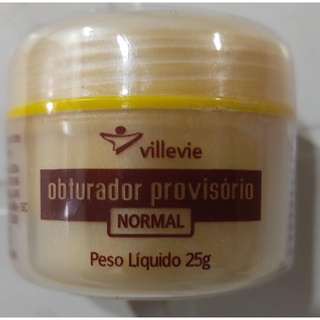 villevie
obturador provisório
NORMAL
Peso Líquido 25g